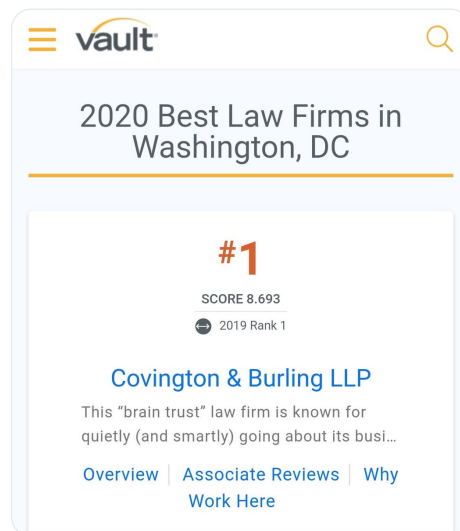 vault
2020 Best Law Firms in
Washington, DC
#1
SCORE 8.693
2019 Rank 1
Covington & Burling LLP
This “brain trust” law firm is known for
quietly (and smartly) going about its busi...
Overview | Associate Reviews | Why
Work Here